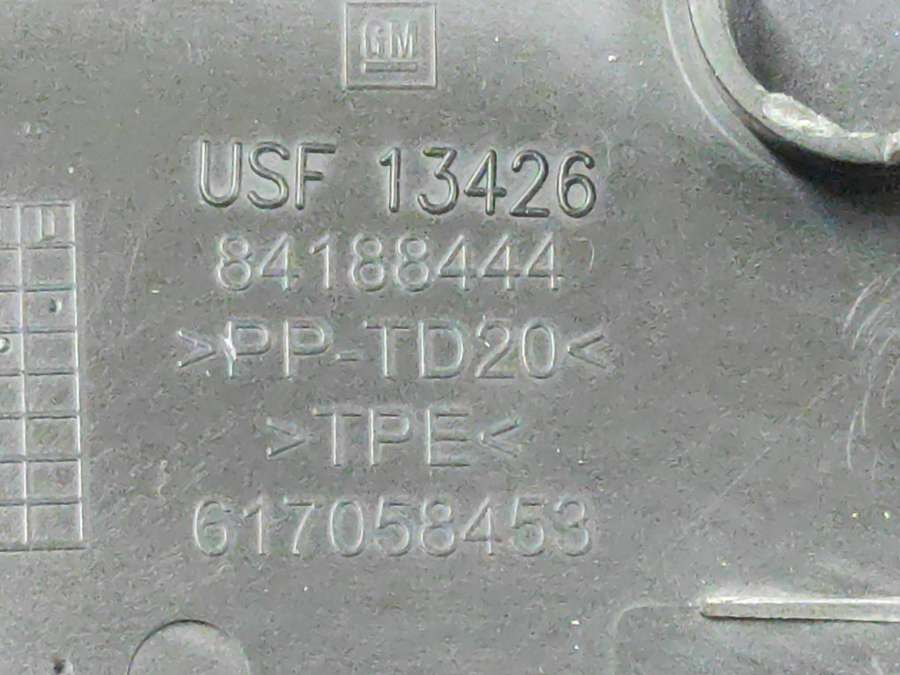 GM
USF 13426
84188444
>PP-TD20<
>TPE<
617058453